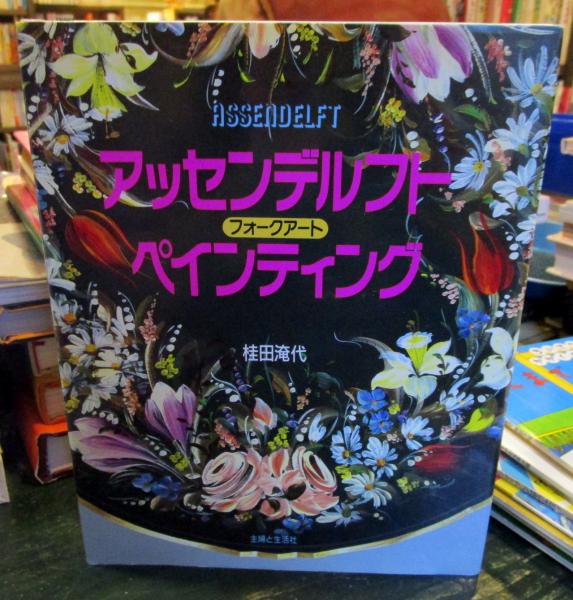 ASSENDELFT
アッセンデルフト
フォークアート
ペインティング
桂田淹代
主婦と生活社